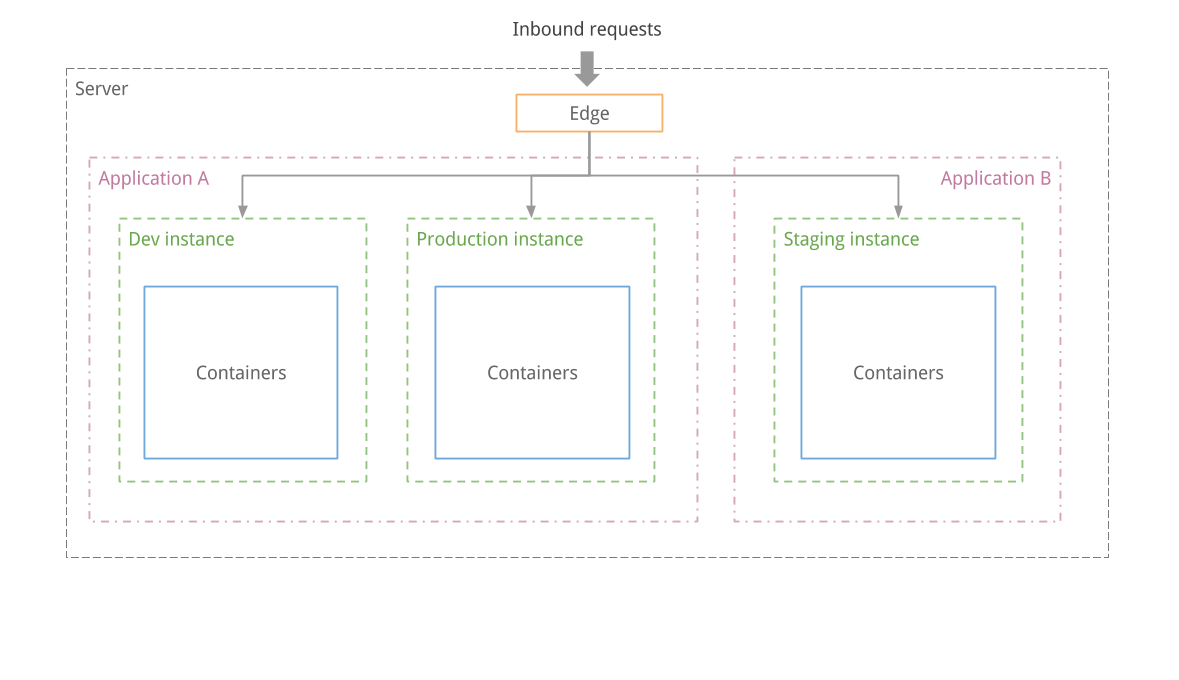 Inbound requests
Server
Edge
Application A
Application B
Dev instance
Production instance
Staging instance
Containers
Containers
Containers